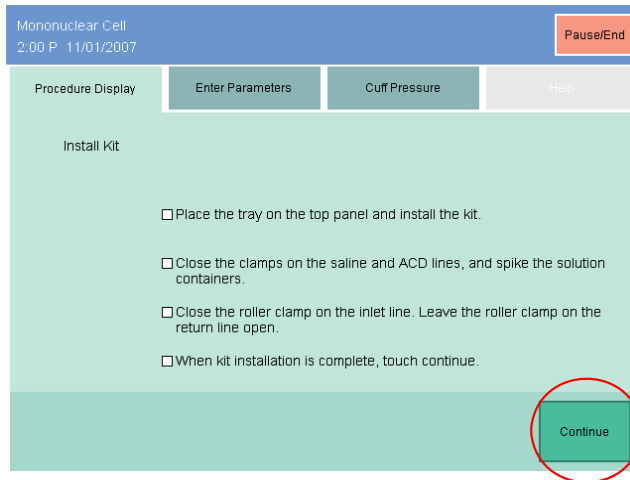 Mononuclear Cell
2:00 P 11/01/2007
Pause/End
Procedure Display
Enter Parameters
Cuff Pressure
Help
Install Kit
Place the tray on the top panel and install the kit.
Close the clamps on the saline and ACD lines, and spike the solution
containers.
Close the roller clamp on the inlet line. Leave the roller clamp on the
return line open.
When kit installation is complete, touch continue.
Continue